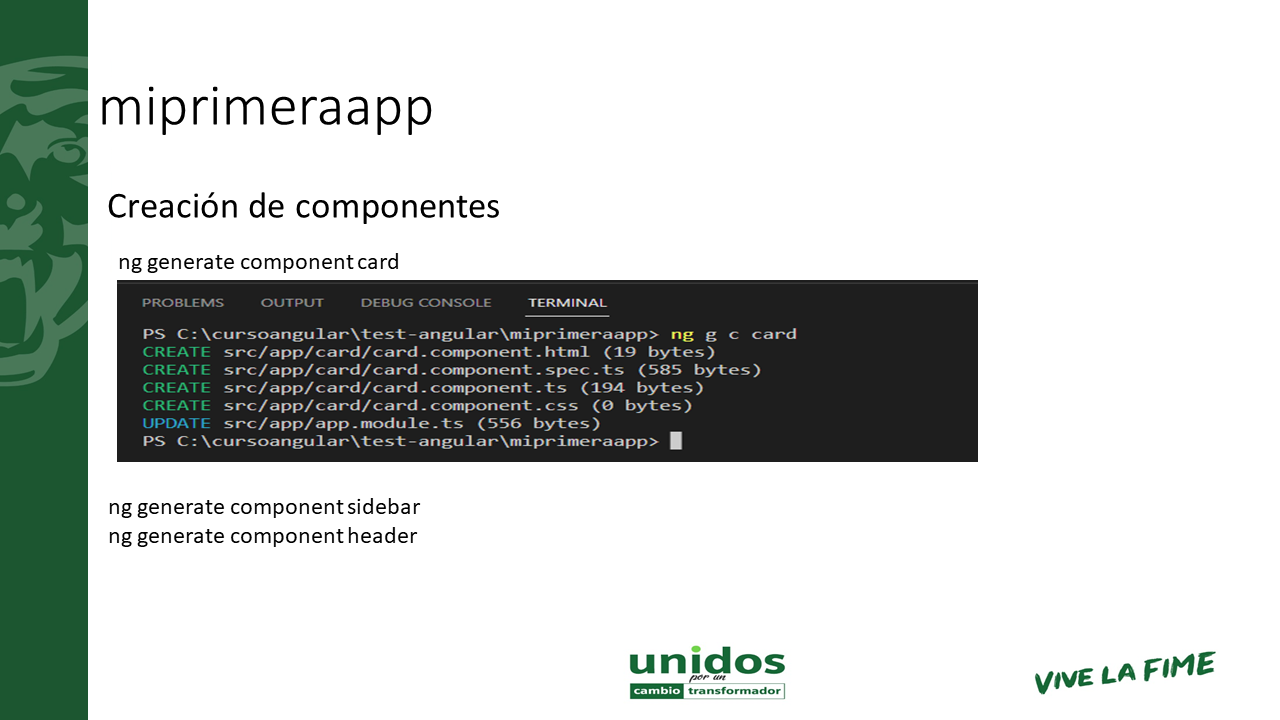 miprimeraapp
Creación de componentes
ng generate component card
PROBLEMS OUTPUT DEBUG CONSOLE TERMINAL
PS C:\cursoangular\test-angular\miprimeraapp> ng g c card
CREATE src/app/card/card.component.html (19 bytes)
CREATE src/app/card/card.component.spec.ts (585 bytes)
CREATE src/app/card/card.component.ts (194 bytes)
CREATE src/app/card/card.component.css (0 bytes)
UPDATE src/app/app.module.ts (556 bytes)
PS C:\cursoangular\test-angular\miprimeraapp>
ng generate component sidebar
ng generate component header
unidos
por un
cambio transformador
VIVE LA FIME